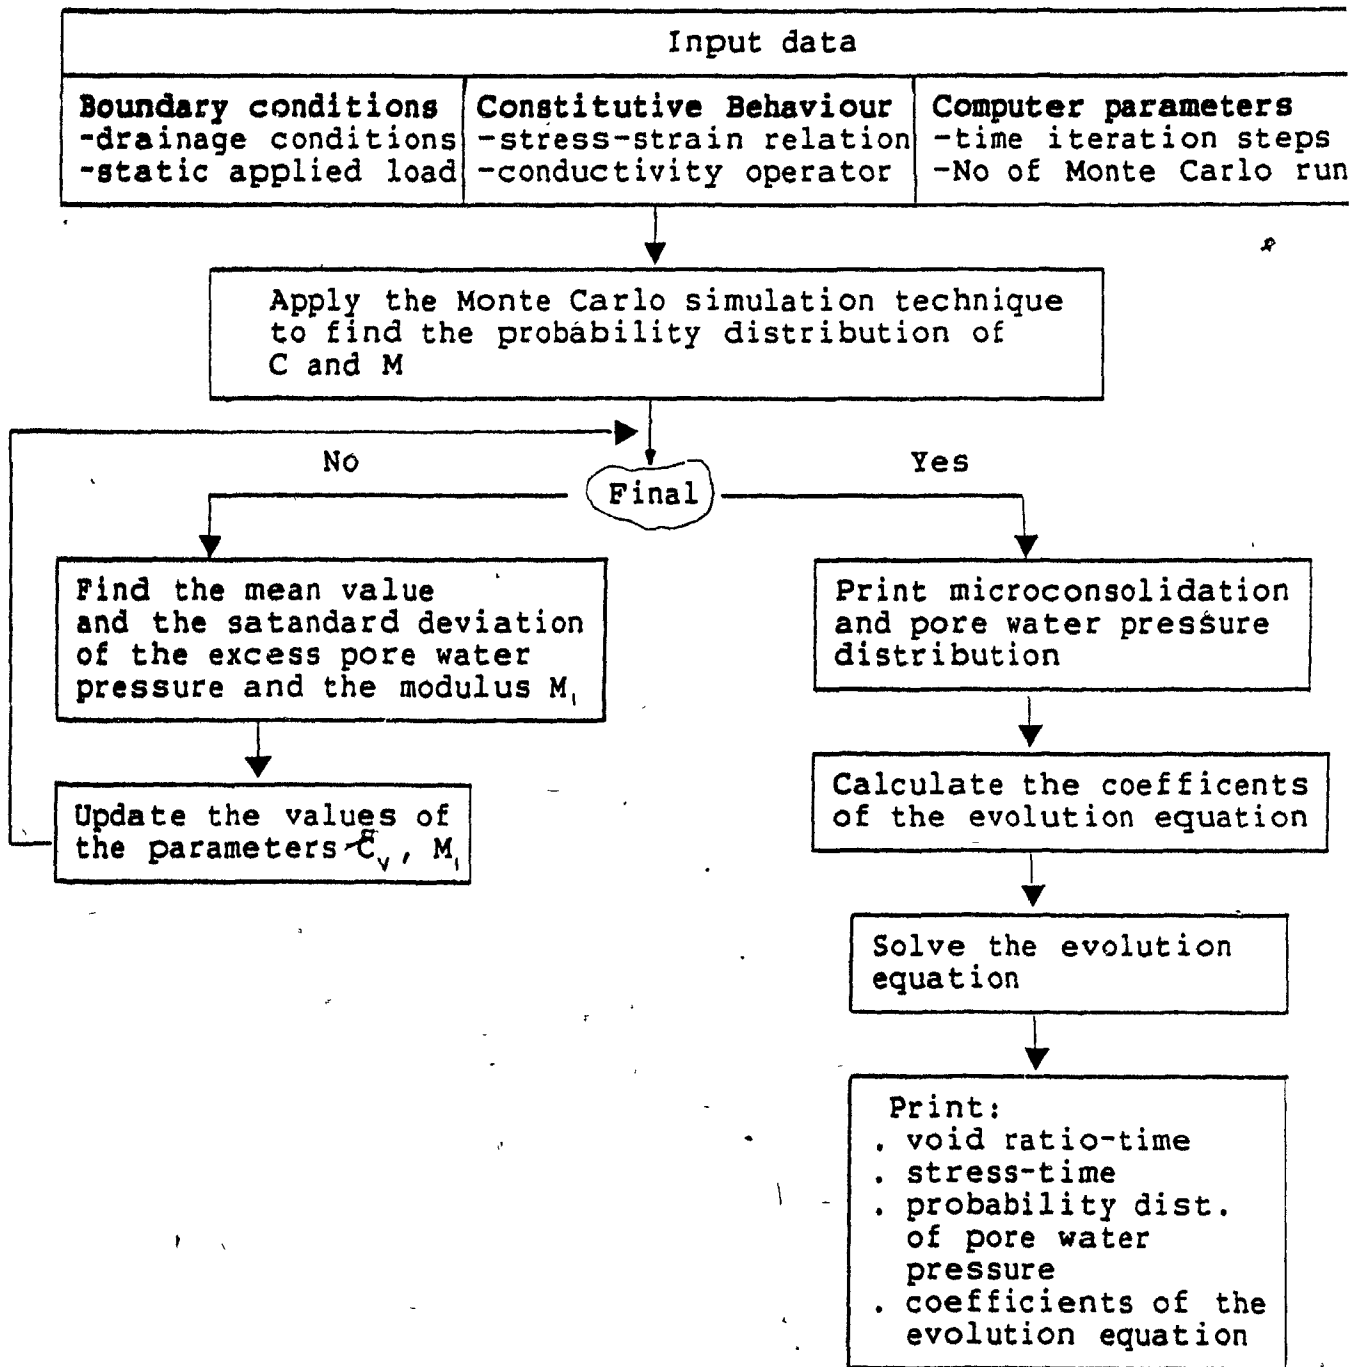 Input data
Boundary conditions
-drainage conditions
-static applied load
Constitutive Behaviour
-stress-strain relation
-conductivity operator
Computer parameters
-time iteration steps
-No of Monte Carlo run
Apply the Monte Carlo simulation technique
to find the probability distribution of
C and M
No
Final
Yes
Find the mean value
and the satandard deviation
of the excess pore water
pressure and the modulus M₁
Update the values of
the parameters C̄ᵥ, M₁
Print microconsolidation
and pore water pressure
distribution
Calculate the coefficents
of the evolution equation
Solve the evolution
equation
Print:
. void ratio-time
. stress-time
. probability dist.
of pore water
pressure
. coefficients of the
evolution equation